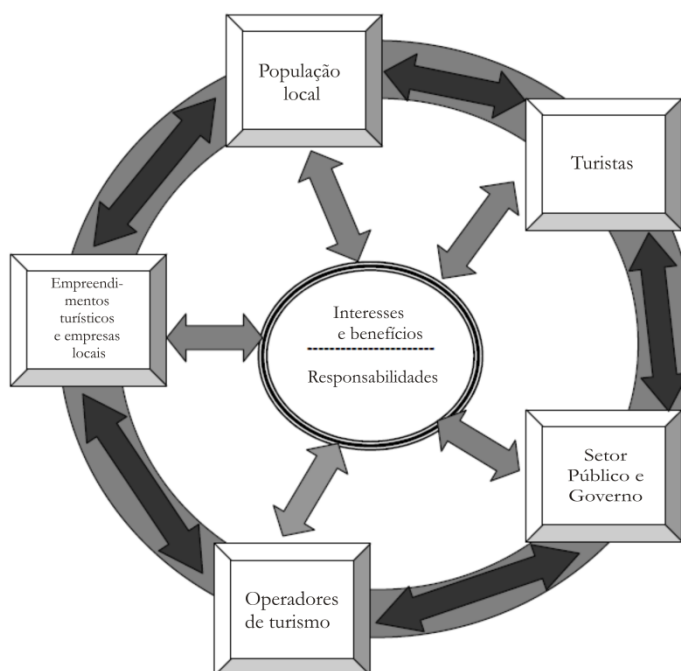 População
local
Turistas
Empreendi-
mentos
turísticos
e empresas
locais
Interesses
e benefícios
Responsabilidades
Setor
Público e
Governo
Operadores
de turismo